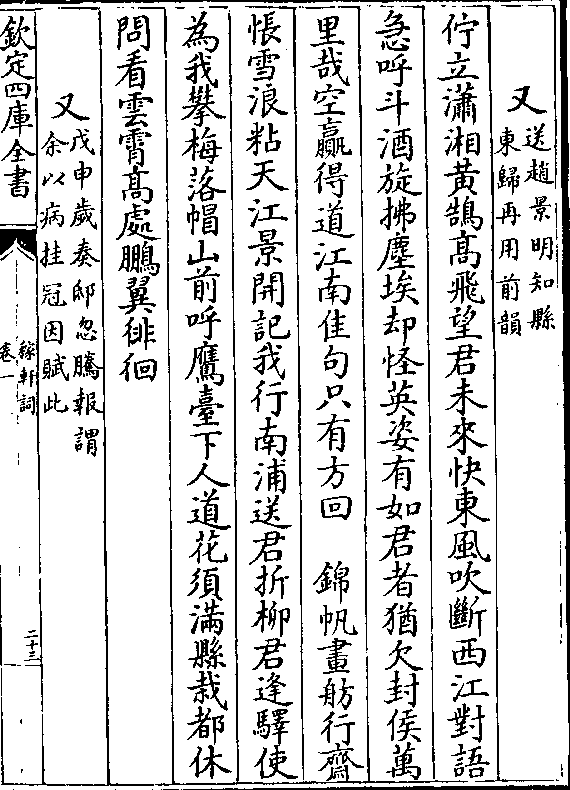 又送趙景明知縣
東歸再用前韻
佇立瀟湘黃鵠高飛望君未來快東風吹斷西江對語
急呼斗酒旋拂塵埃却怪英姿有如君者猶欠封侯萬
里哉空贏得道江南佳句只有方回　錦帆畫舫行齋
悵雪浪粘天江景開記我行南浦送君折柳君逢驛使
為我攀梅落帽山前呼鷹臺下人道花須滿縣栽都休
問看雲霄高處鵬翼徘徊
又戊申歲奏邸忽騰報謂
余以病挂冠因賦此
欽定四庫全書
稼軒詞
卷一
二十三